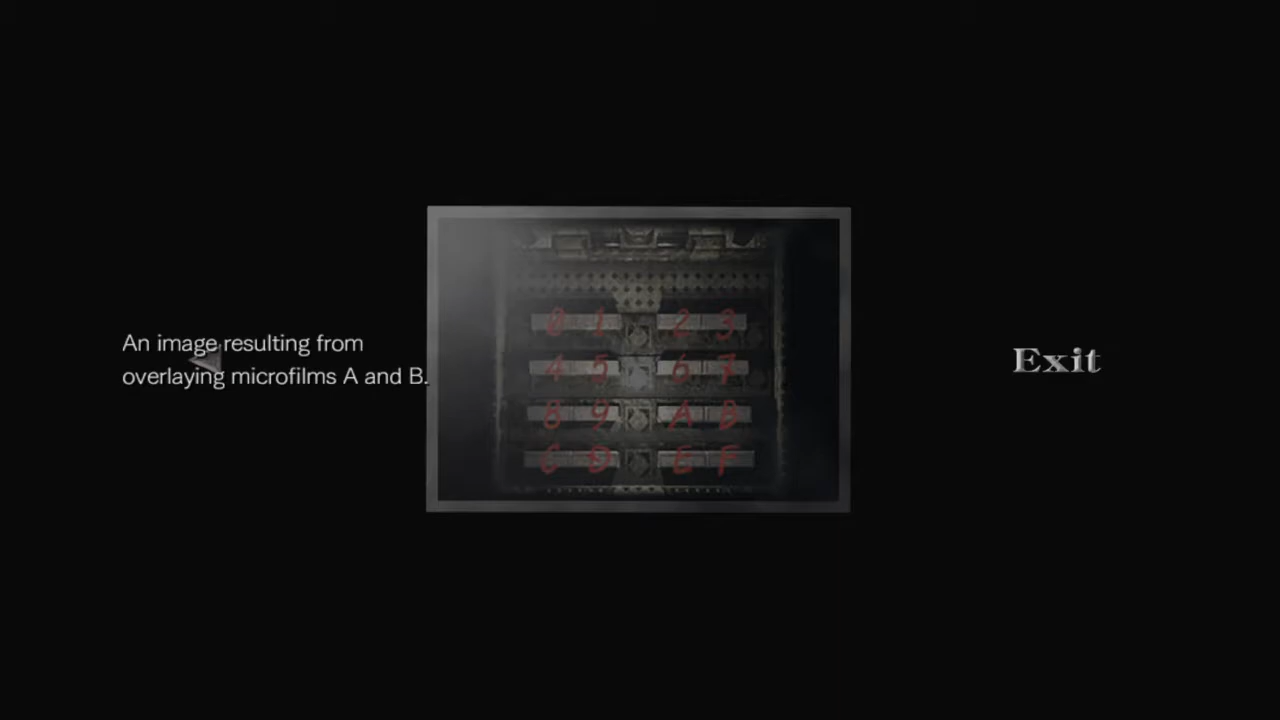 An image resulting from
overlaying microfilms A and B.
0 1 2 3
4 5 6 7
8 9 A B
C D E F
Exit